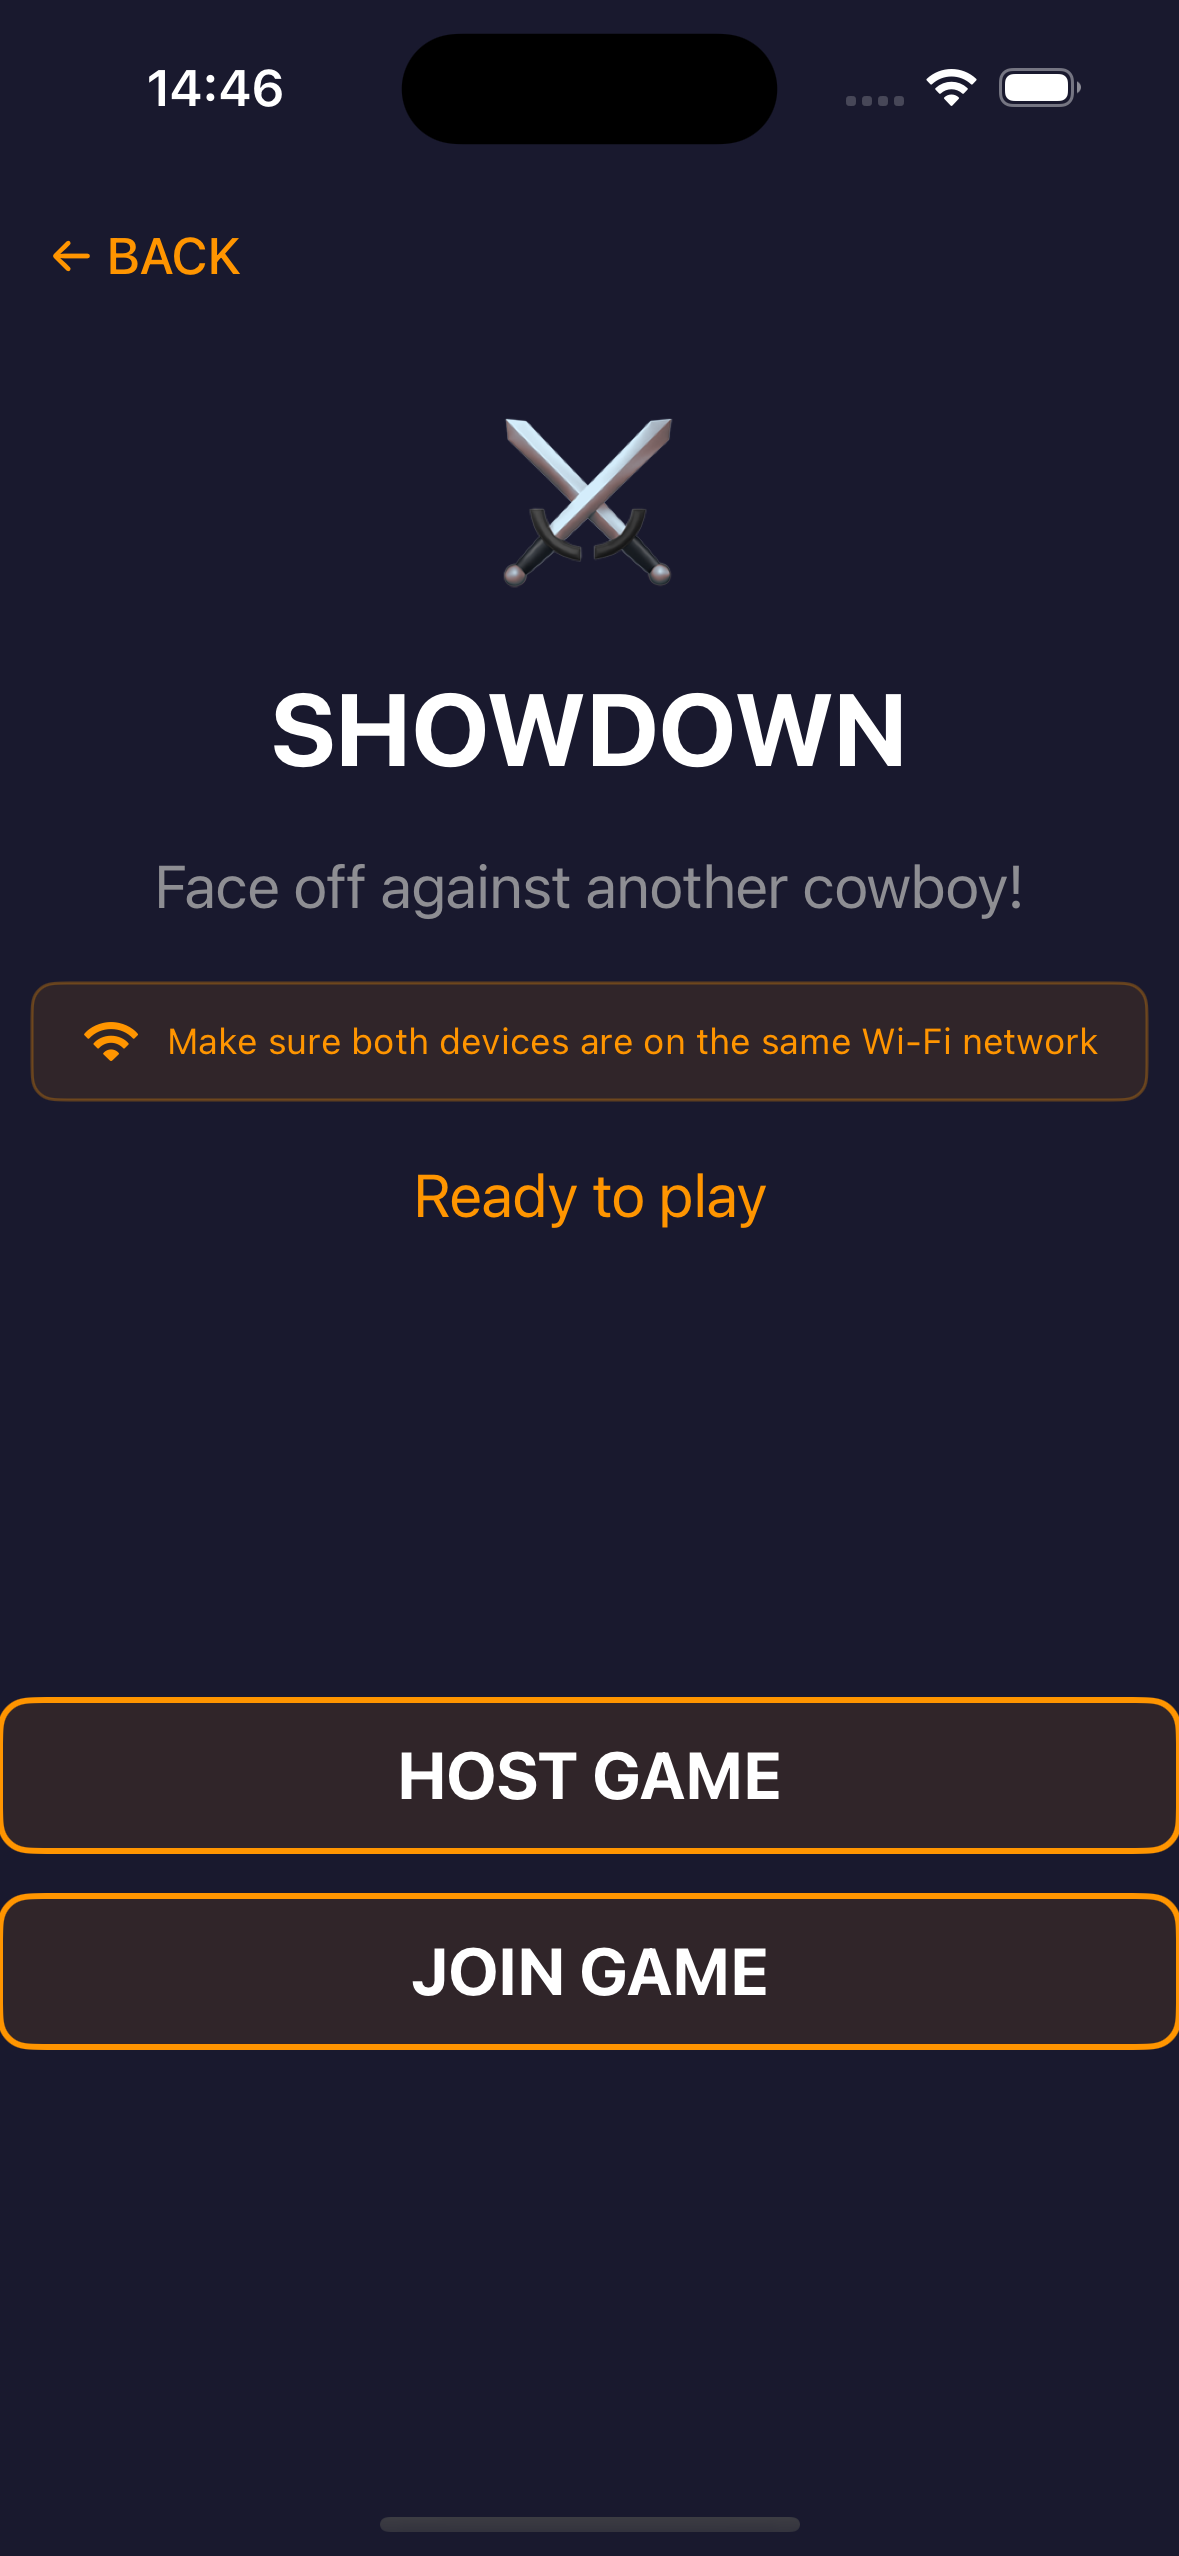 14:46
← BACK
SHOWDOWN
Face off against another cowboy!
Make sure both devices are on the same Wi-Fi network
Ready to play
HOST GAME
JOIN GAME